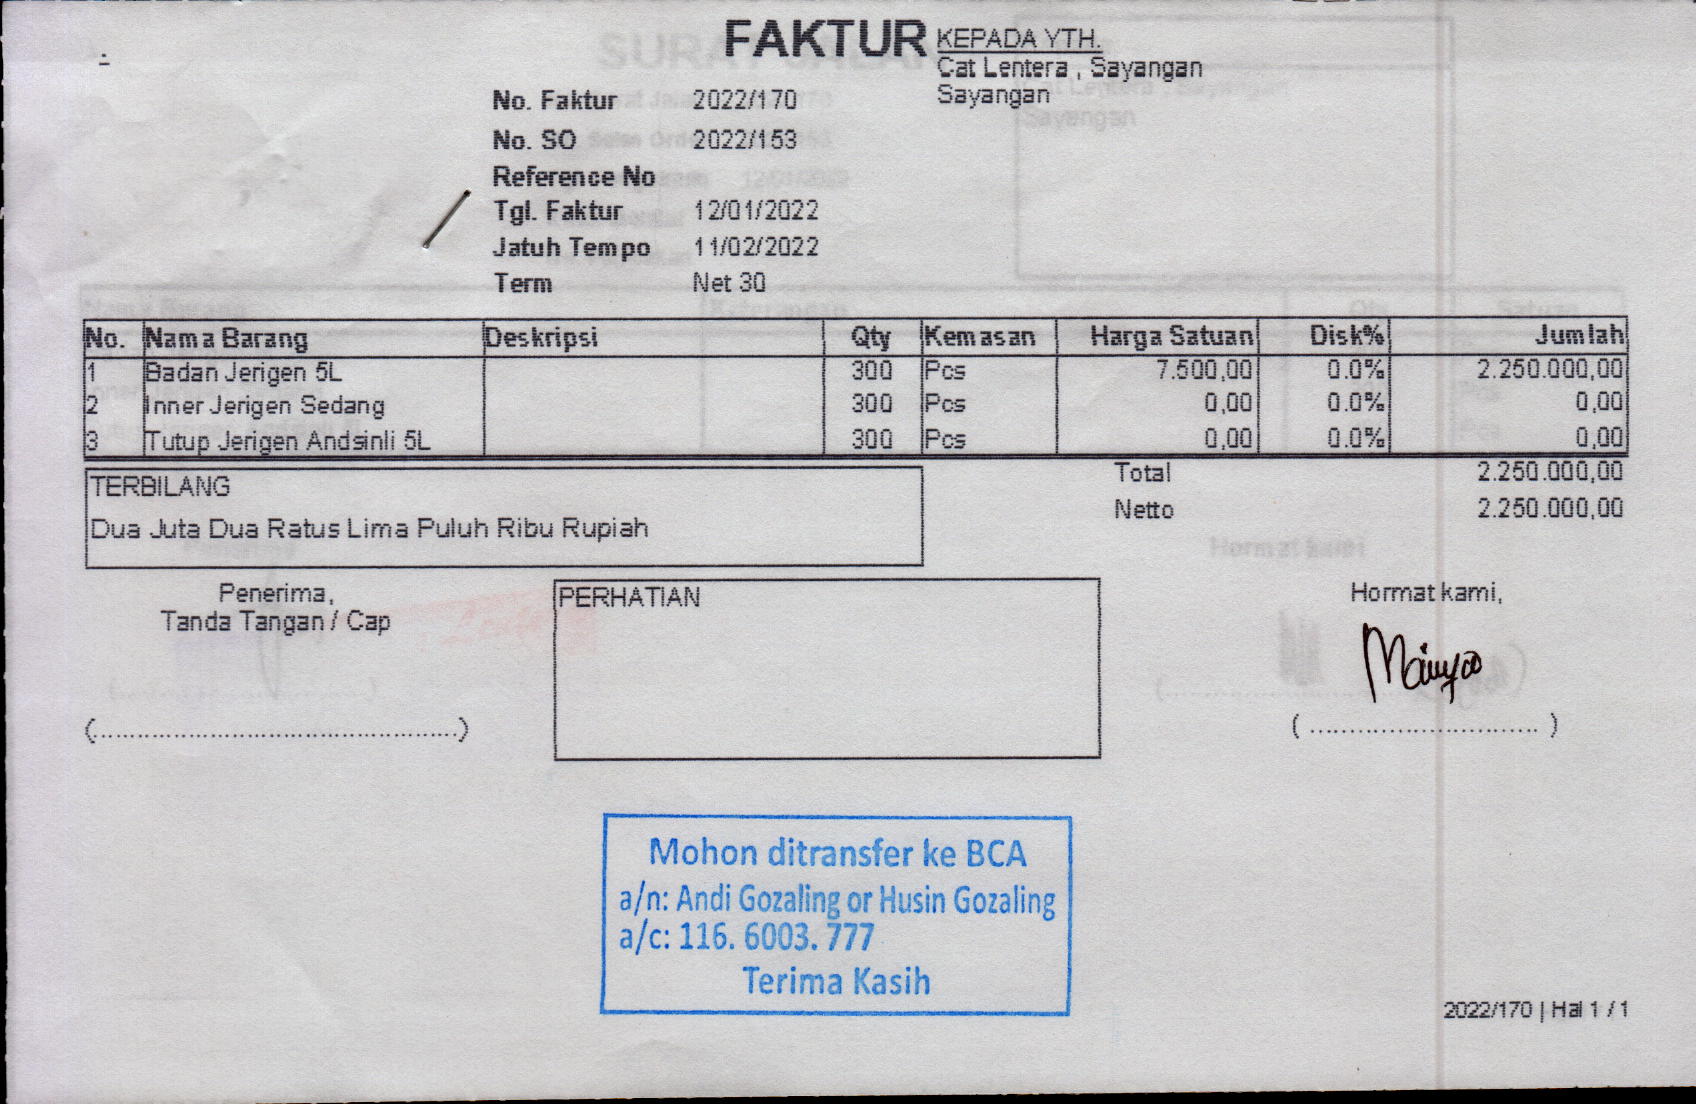 FAKTUR
KEPADA YTH.
Cat Lentera , Sayangan
Sayangan
No. Faktur 2022/170
No. SO 2022/153
Reference No
Tgl. Faktur 12/01/2022
Jatuh Tempo 11/02/2022
Term Net 30
No. Nama Barang Deskripsi Qty Kemasan Harga Satuan Disk% Jumlah
1 Badan Jerigen 5L 300 Pcs 7.500,00 0.0% 2.250.000,00
2 Inner Jerigen Sedang 300 Pcs 0,00 0.0% 0,00
3 Tutup Jerigen Andsinli 5L 300 Pcs 0,00 0.0% 0,00
Total 2.250.000,00
Netto 2.250.000,00
TERBILANG
Dua Juta Dua Ratus Lima Puluh Ribu Rupiah
Penerima,
Tanda Tangan / Cap
(..............................................)
PERHATIAN
Hormat kami,
( ............................. )
Mohon ditransfer ke BCA
a/n: Andi Gozaling or Husin Gozaling
a/c: 116. 6003. 777
Terima Kasih
2022/170 | Hal 1 / 1